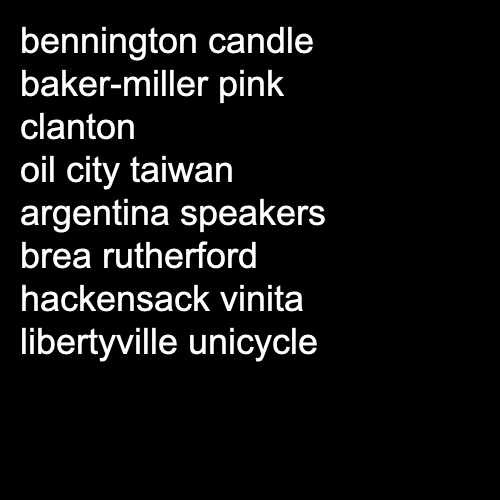 bennington candle
baker-miller pink
clanton
oil city taiwan
argentina speakers
brea rutherford
hackensack vinita
libertyville unicycle